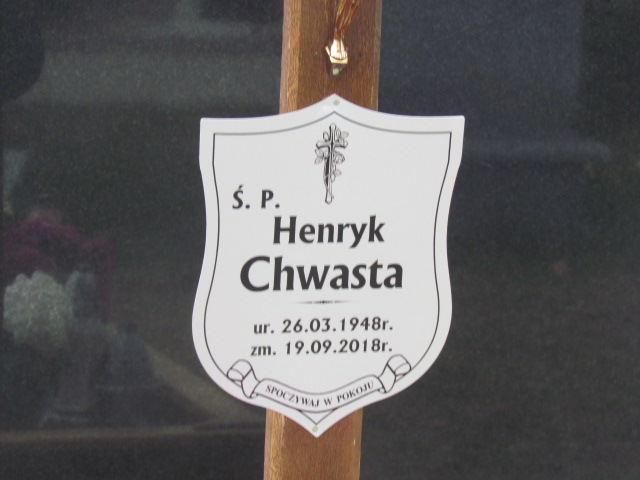 Ś. P.
Henryk
Chwasta
ur. 26.03.1948r.
zm. 19.09.2018r.
SPOCZYWAJ W POKOJU